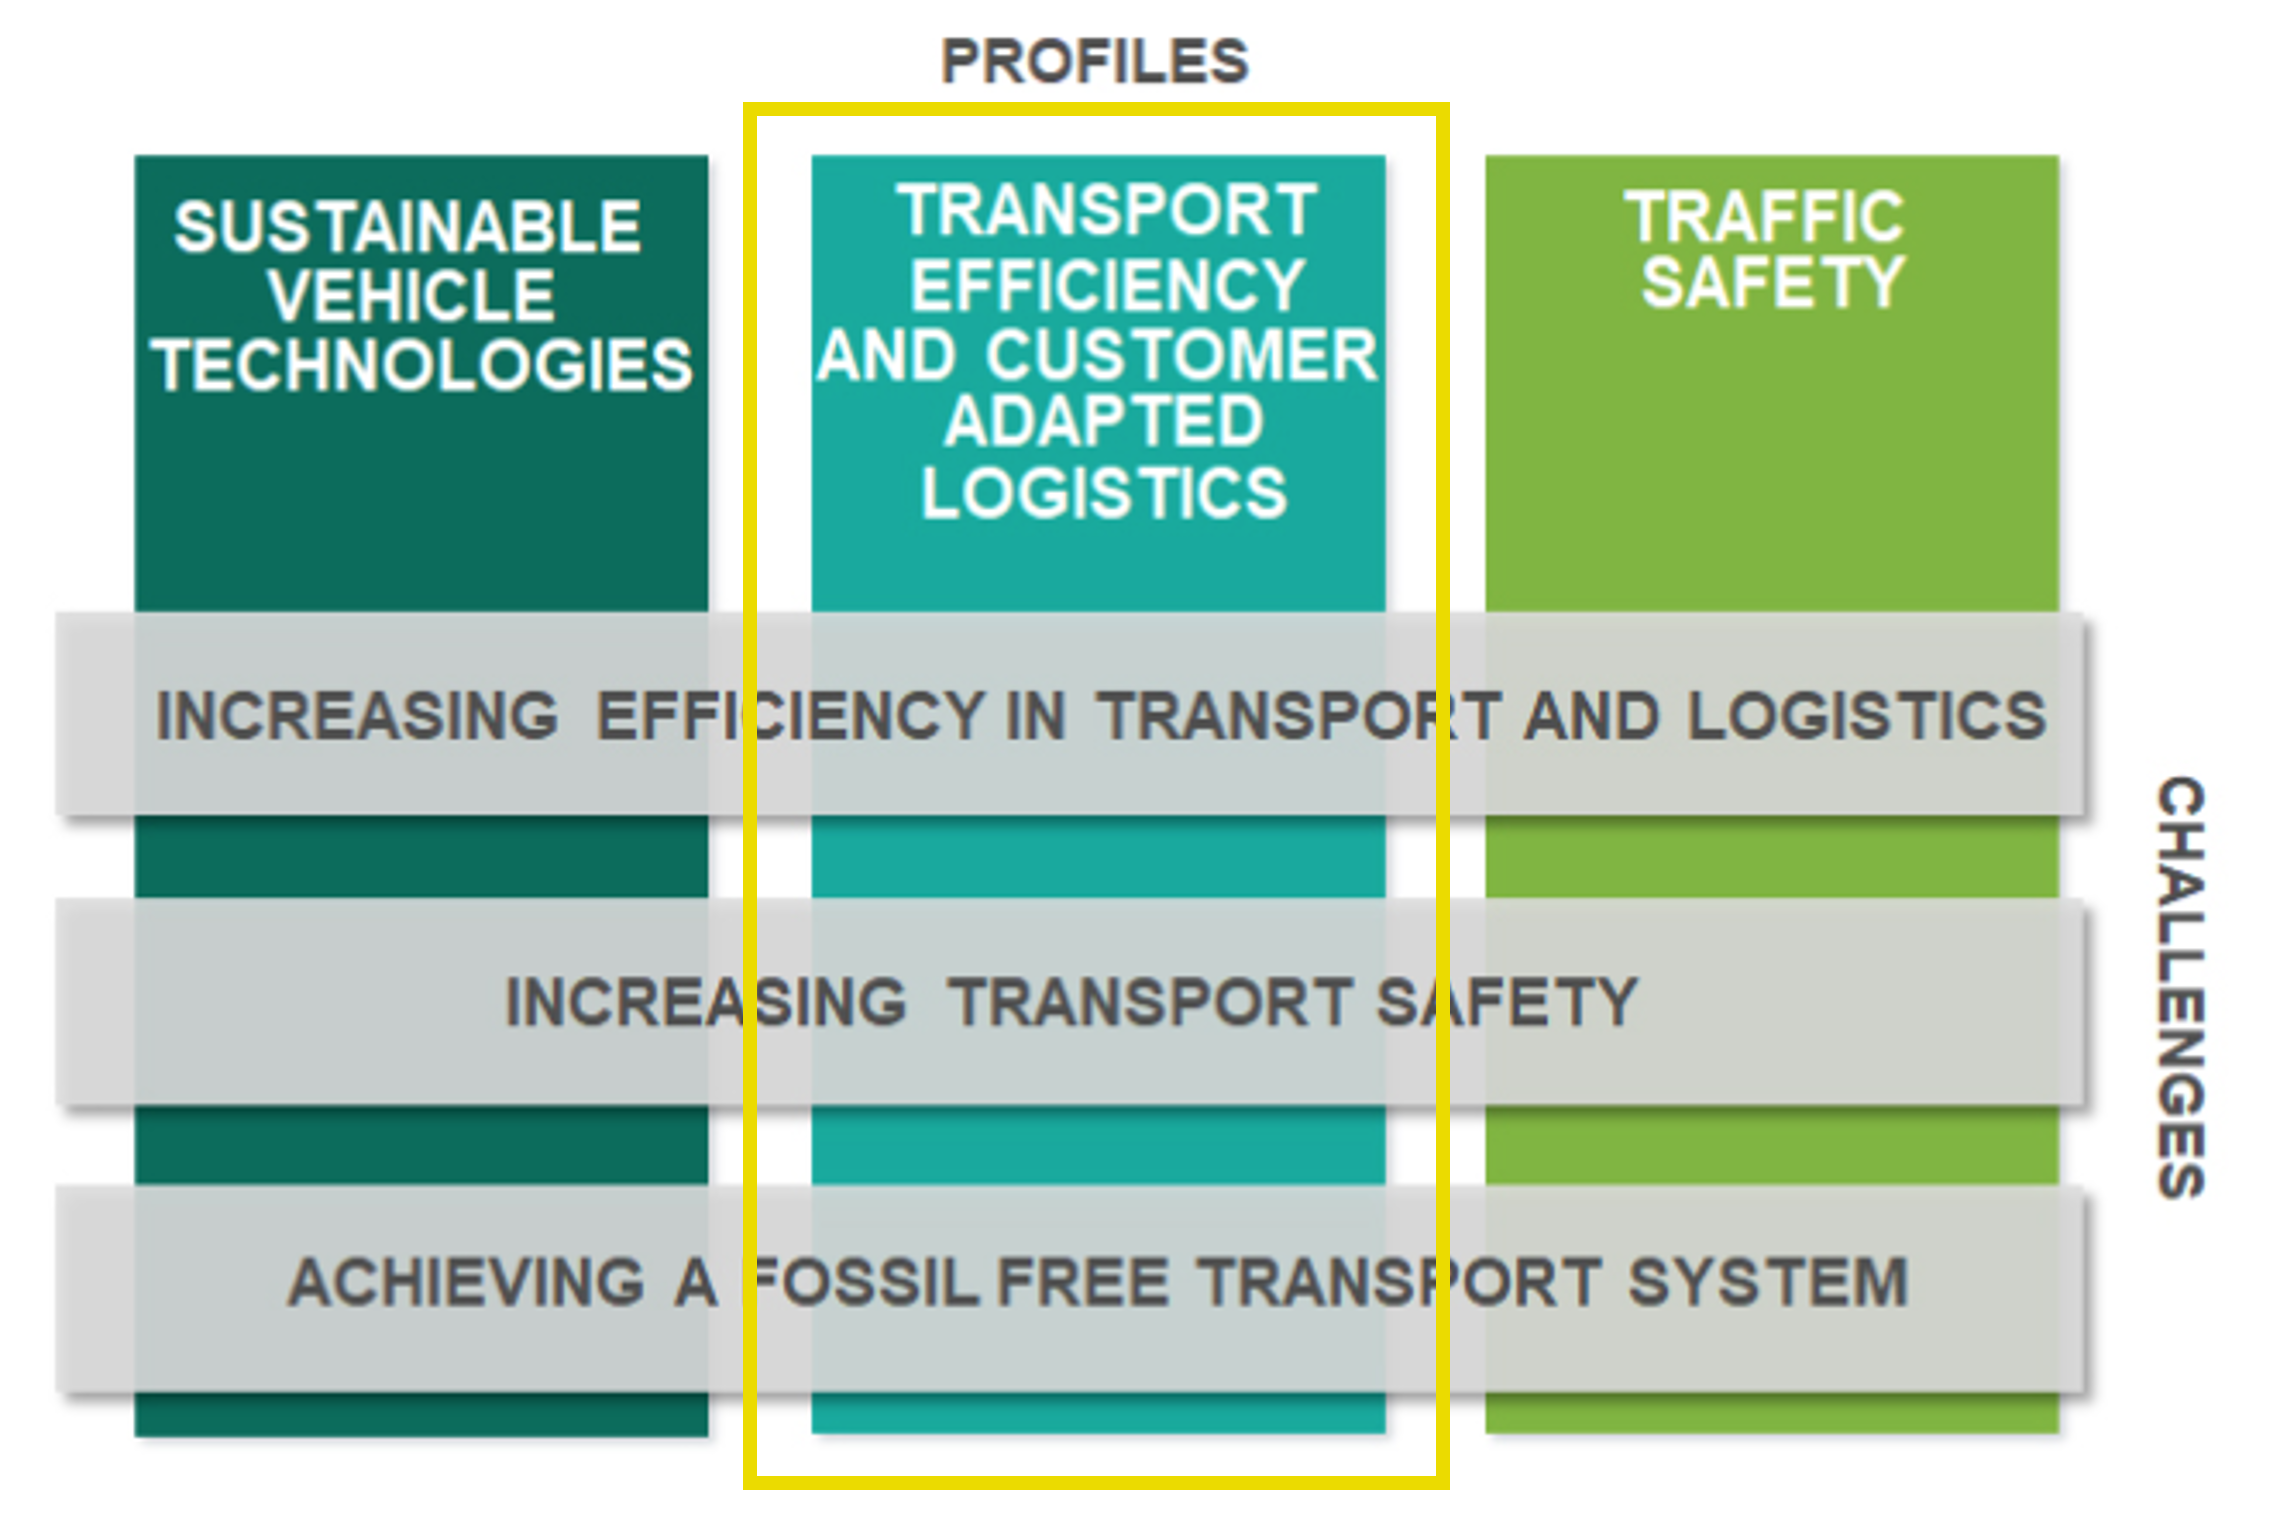 PROFILES
SUSTAINABLE
VEHICLE
TECHNOLOGIES
TRANSPORT
EFFICIENCY
AND CUSTOMER
ADAPTED
LOGISTICS
TRAFFIC
SAFETY
INCREASING EFFICIENCY IN TRANSPORT AND LOGISTICS
INCREASING TRANSPORT SAFETY
ACHIEVING A FOSSIL FREE TRANSPORT SYSTEM
CHALLENGES